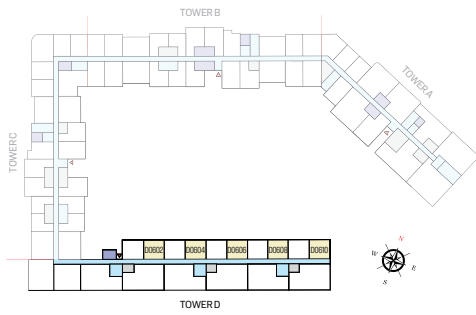 TOWER B
TOWER A
TOWER C
D0602
D0604
D0606
D0608
D0610
N
W
E
S
TOWER D